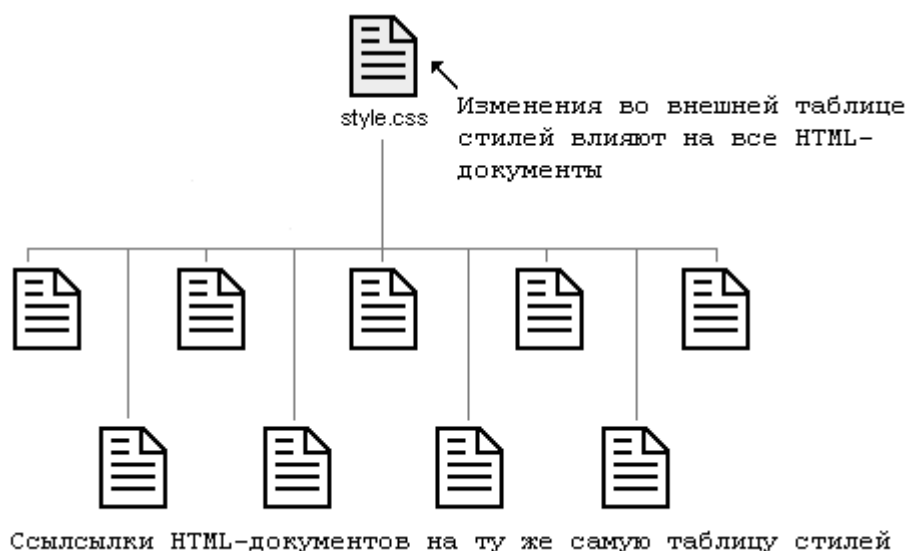 style.css
Изменения во внешней таблице
стилей влияют на все HTML-
документы
Ссылсылки HTML-документов на ту же самую таблицу стилей